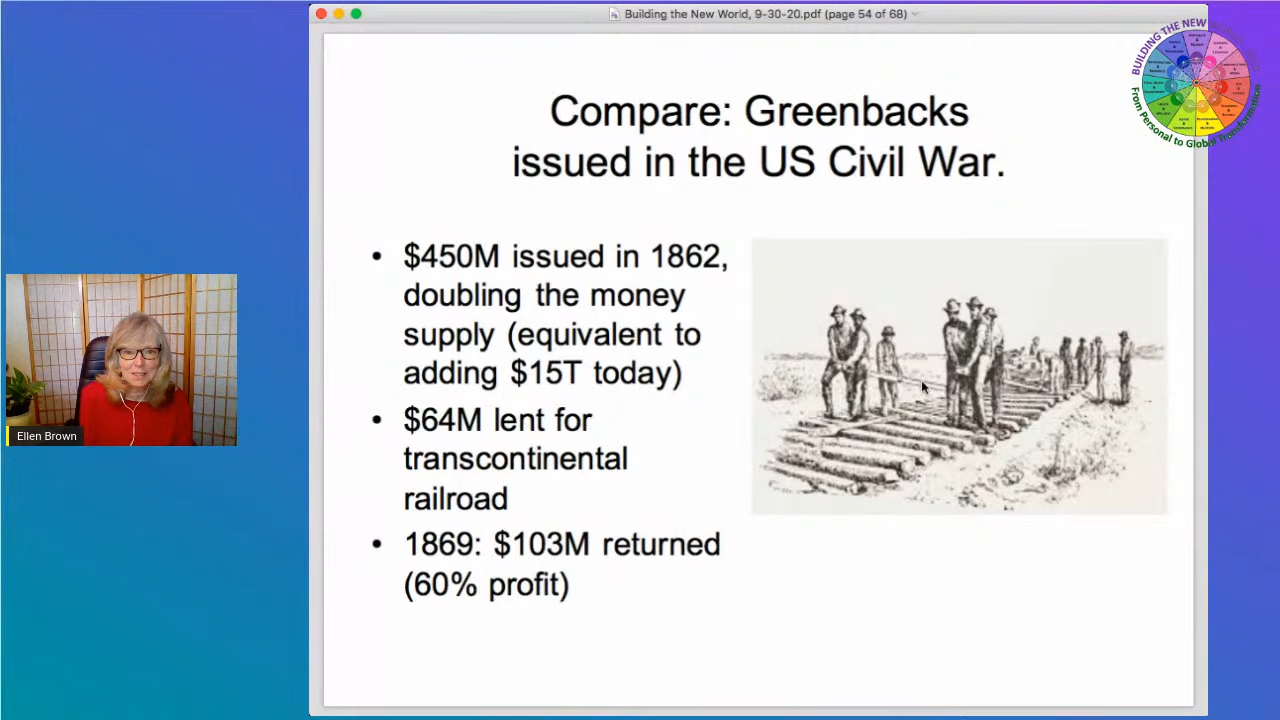 Building the New World, 9-30-20.pdf (page 54 of 68)
BUILDING THE NEW
From Personal to Global Transformation
Compare: Greenbacks
issued in the US Civil War.
• $450M issued in 1862,
doubling the money
supply (equivalent to
adding $15T today)
• $64M lent for
transcontinental
railroad
• 1869: $103M returned
(60% profit)
Ellen Brown